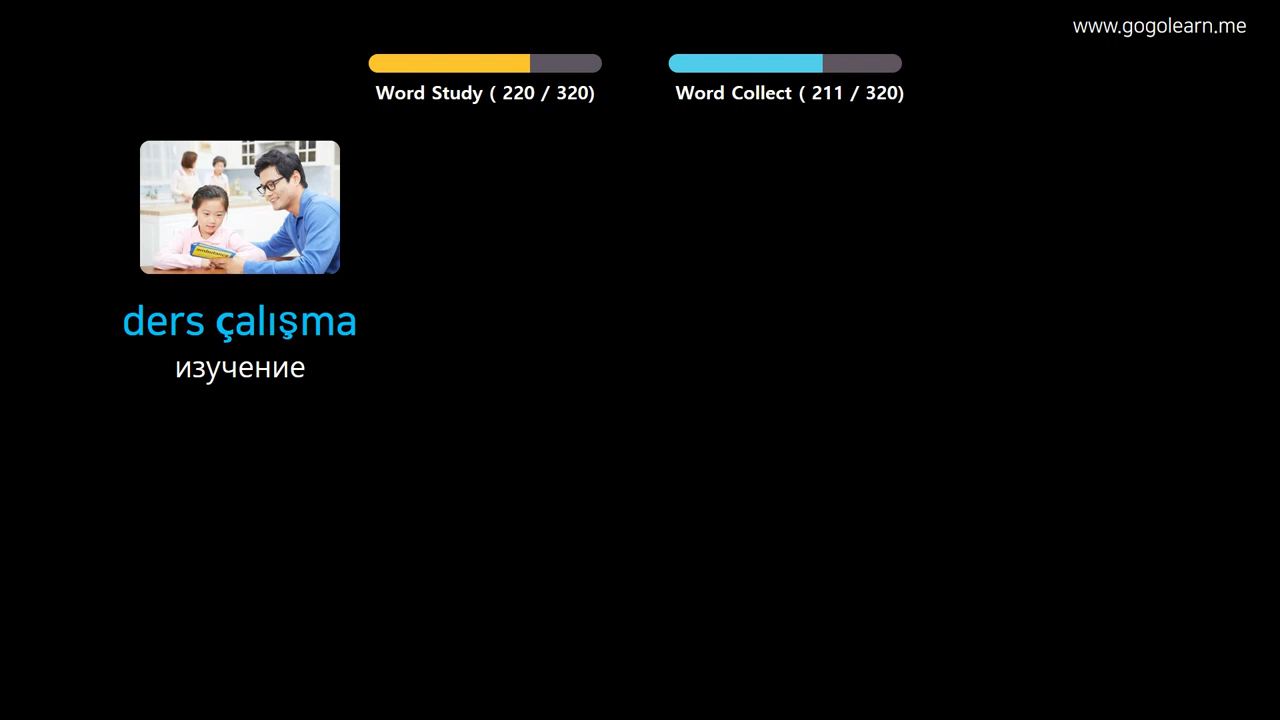 www.gogolearn.me
Word Study ( 220 / 320)
Word Collect ( 211 / 320)
ders çalışma
изучение